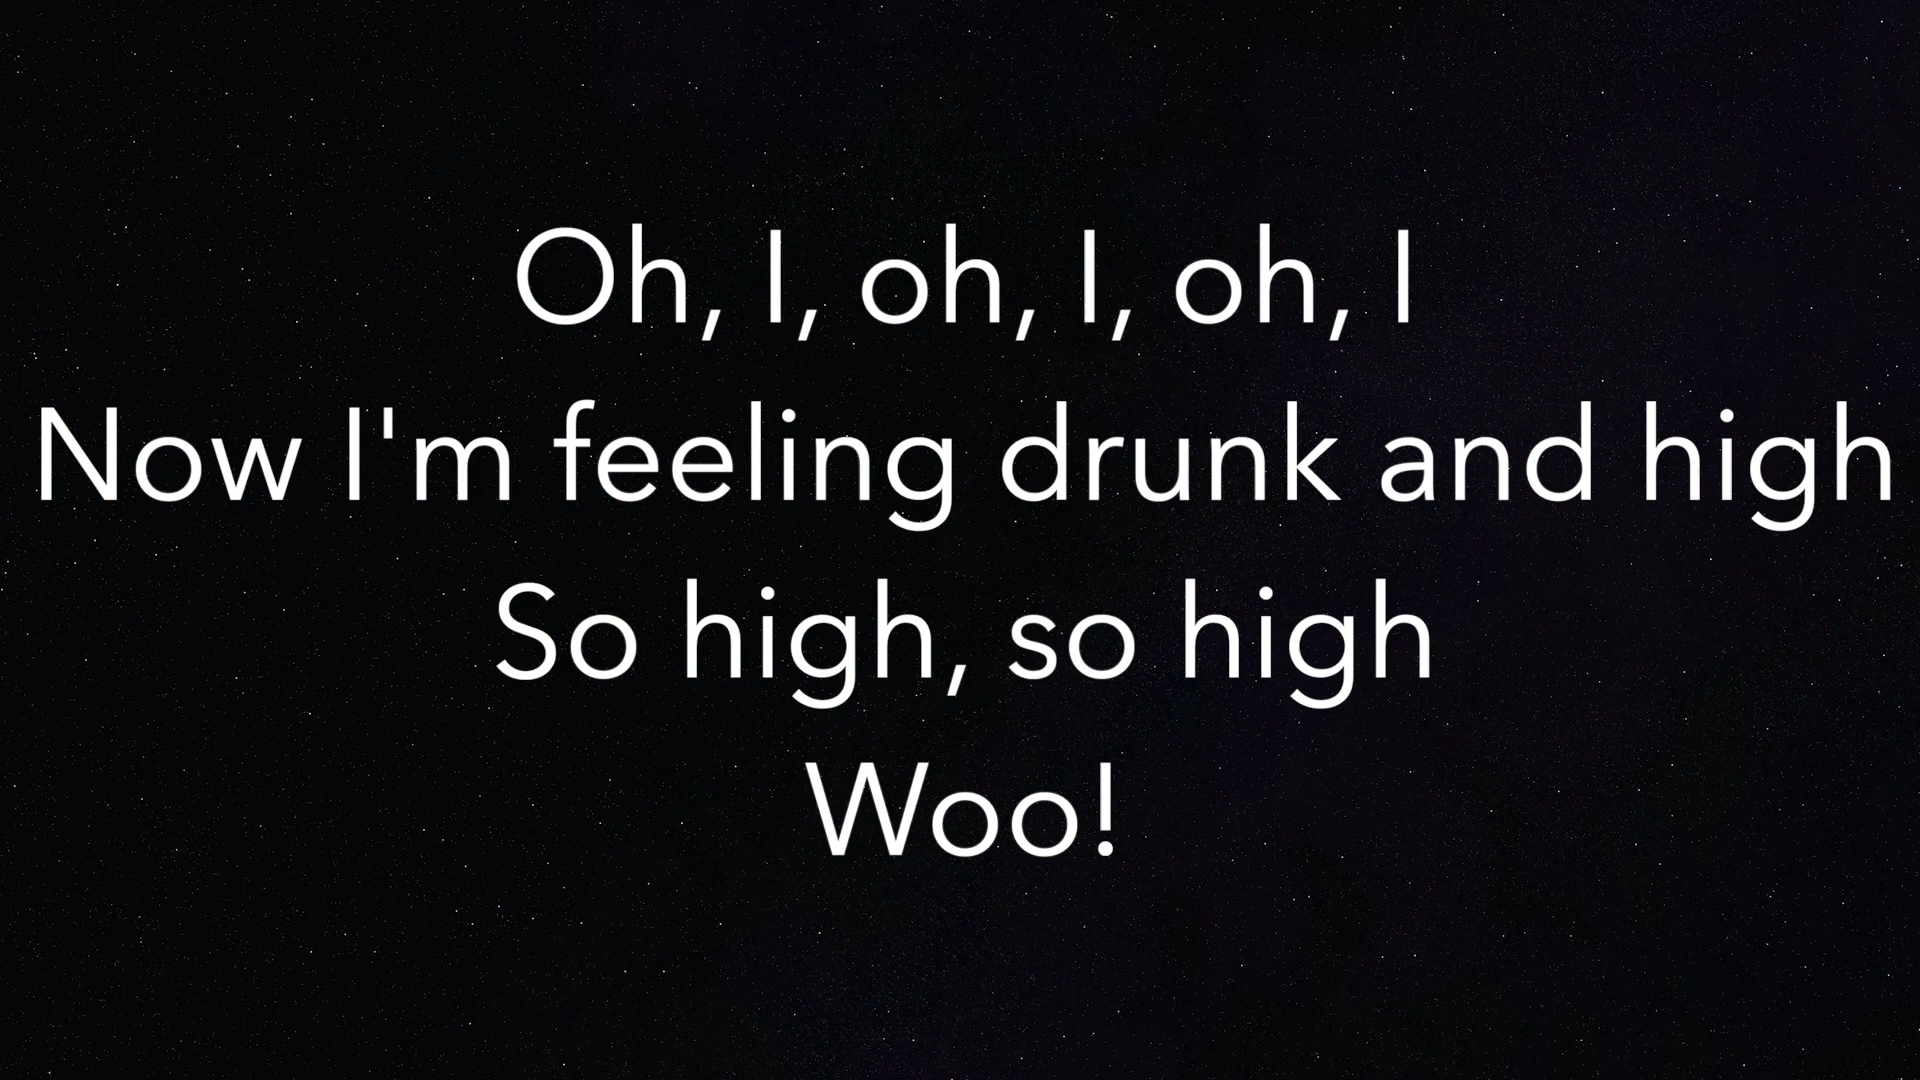 Oh, I, oh, I, oh, I
Now I'm feeling drunk and high
So high, so high
Woo!